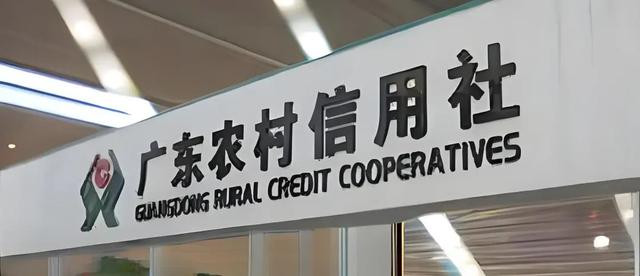 广东农村信用社
GUANGDONG RURAL CREDIT COOPERATIVES